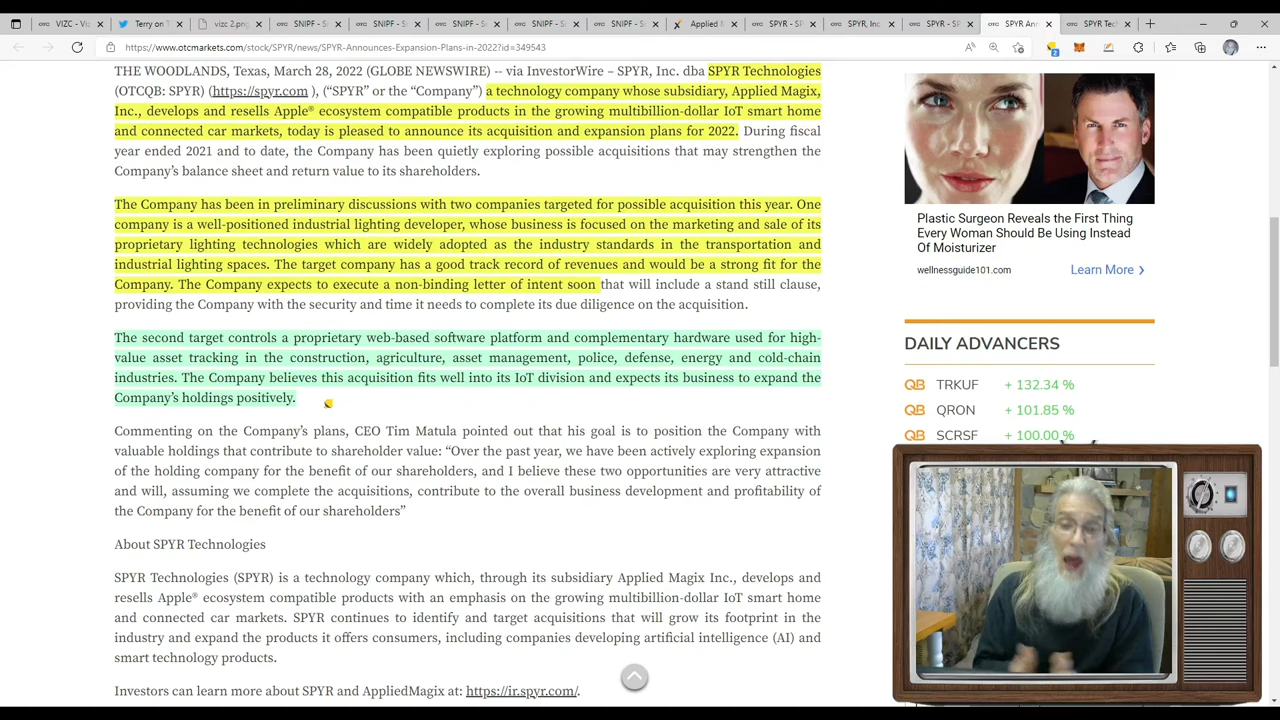 VIZC - Viz
Terry on T
vizc 2.png
SNIPF - S
SNIPF - S
SNIPF - S
SNIPF - S
SNIPF - S
Applied M
SPYR - SP
SPYR, Inc
SPYR - SP
SPYR Ann
SPYR Tec
https://www.otcmarkets.com/stock/SPYR/news/SPYR-Announces-Expansion-Plans-in-2022?id=349543
THE WOODLANDS, Texas, March 28, 2022 (GLOBE NEWSWIRE) -- via InvestorWire – SPYR, Inc. dba SPYR Technologies
(OTCQB: SPYR) (https://spyr.com ), (“SPYR” or the “Company”) a technology company whose subsidiary, Applied Magix,
Inc., develops and resells Apple® ecosystem compatible products in the growing multibillion-dollar IoT smart home
and connected car markets, today is pleased to announce its acquisition and expansion plans for 2022. During fiscal
year ended 2021 and to date, the Company has been quietly exploring possible acquisitions that may strengthen the
Company’s balance sheet and return value to its shareholders.
The Company has been in preliminary discussions with two companies targeted for possible acquisition this year. One
company is a well-positioned industrial lighting developer, whose business is focused on the marketing and sale of its
proprietary lighting technologies which are widely adopted as the industry standards in the transportation and
industrial lighting spaces. The target company has a good track record of revenues and would be a strong fit for the
Company. The Company expects to execute a non-binding letter of intent soon that will include a stand still clause,
providing the Company with the security and time it needs to complete its due diligence on the acquisition.
The second target controls a proprietary web-based software platform and complementary hardware used for high-
value asset tracking in the construction, agriculture, asset management, police, defense, energy and cold-chain
industries. The Company believes this acquisition fits well into its IoT division and expects its business to expand the
Company’s holdings positively.
Commenting on the Company’s plans, CEO Tim Matula pointed out that his goal is to position the Company with
valuable holdings that contribute to shareholder value: “Over the past year, we have been actively exploring expansion
of the holding company for the benefit of our shareholders, and I believe these two opportunities are very attractive
and will, assuming we complete the acquisitions, contribute to the overall business development and profitability of
the Company for the benefit of our shareholders”
About SPYR Technologies
SPYR Technologies (SPYR) is a technology company which, through its subsidiary Applied Magix Inc., develops and
resells Apple® ecosystem compatible products with an emphasis on the growing multibillion-dollar IoT smart home
and connected car markets. SPYR continues to identify and target acquisitions that will grow its footprint in the
industry and expand the products it offers consumers, including companies developing artificial intelligence (AI) and
smart technology products.
Investors can learn more about SPYR and AppliedMagix at: https://ir.spyr.com/.
Plastic Surgeon Reveals the First Thing
Every Woman Should Be Using Instead
Of Moisturizer
wellnessguide101.com Learn More
DAILY ADVANCERS
QB TRKUF + 132.34 %
QB QRON + 101.85 %
QB SCRSF + 100.00 %